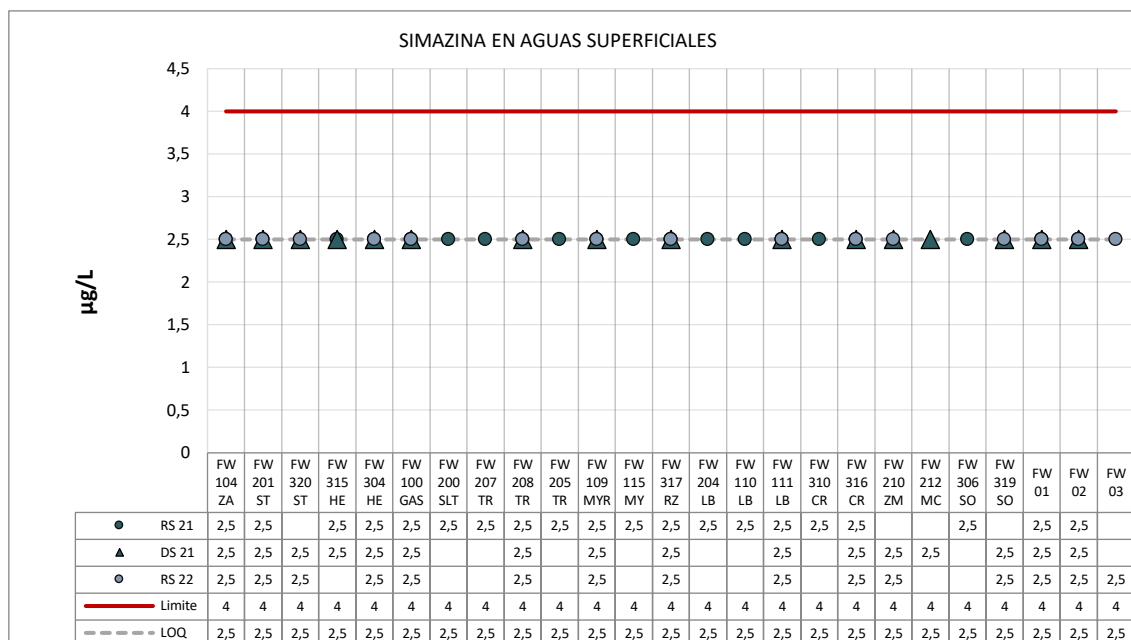 SIMAZINA EN AGUAS SUPERFICIALES
4,5
4
3,5
3
2,5
2
1,5
1
0,5
0
µg/L
FW 104 ZA
FW 201 ST
FW 320 ST
FW 315 HE
FW 304 HE
FW 100 GAS
FW 200 SLT
FW 207 TR
FW 208 TR
FW 205 TR
FW 109 MYR
FW 115 MY
FW 317 RZ
FW 204 LB
FW 110 LB
FW 111 LB
FW 310 CR
FW 316 CR
FW 210 ZM
FW 212 MC
FW 306 SO
FW 319 SO
FW 01
FW 02
FW 03
RS 21 2,5 2,5 2,5 2,5 2,5 2,5 2,5 2,5 2,5 2,5 2,5 2,5 2,5 2,5 2,5 2,5 2,5 2,5 2,5 2,5
DS 21 2,5 2,5 2,5 2,5 2,5 2,5 2,5 2,5 2,5 2,5 2,5 2,5 2,5 2,5 2,5 2,5
RS 22 2,5 2,5 2,5 2,5 2,5 2,5 2,5 2,5 2,5 2,5 2,5 2,5 2,5 2,5 2,5
Limite 4 4 4 4 4 4 4 4 4 4 4 4 4 4 4 4 4 4 4 4 4 4 4 4 4
LOQ 2,5 2,5 2,5 2,5 2,5 2,5 2,5 2,5 2,5 2,5 2,5 2,5 2,5 2,5 2,5 2,5 2,5 2,5 2,5 2,5 2,5 2,5 2,5 2,5 2,5